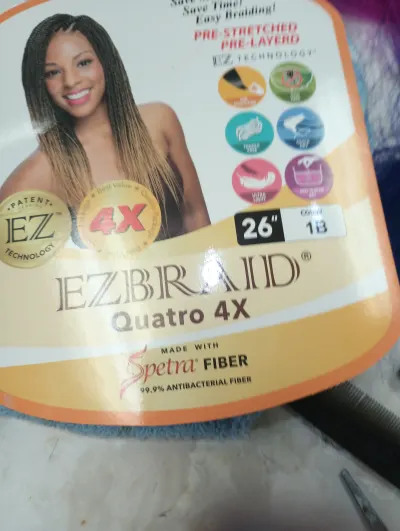 Save Time!
Easy Braiding!
PRE-STRETCHED
PRE-LAYERD
EZ TECHNOLOGY
PATENT
EZ
TECHNOLOGY
4X
26"
1B
EZBRAID®
Quatro 4X
MADE WITH
Spetra™ FIBER
99.9% ANTIBACTERIAL FIBER